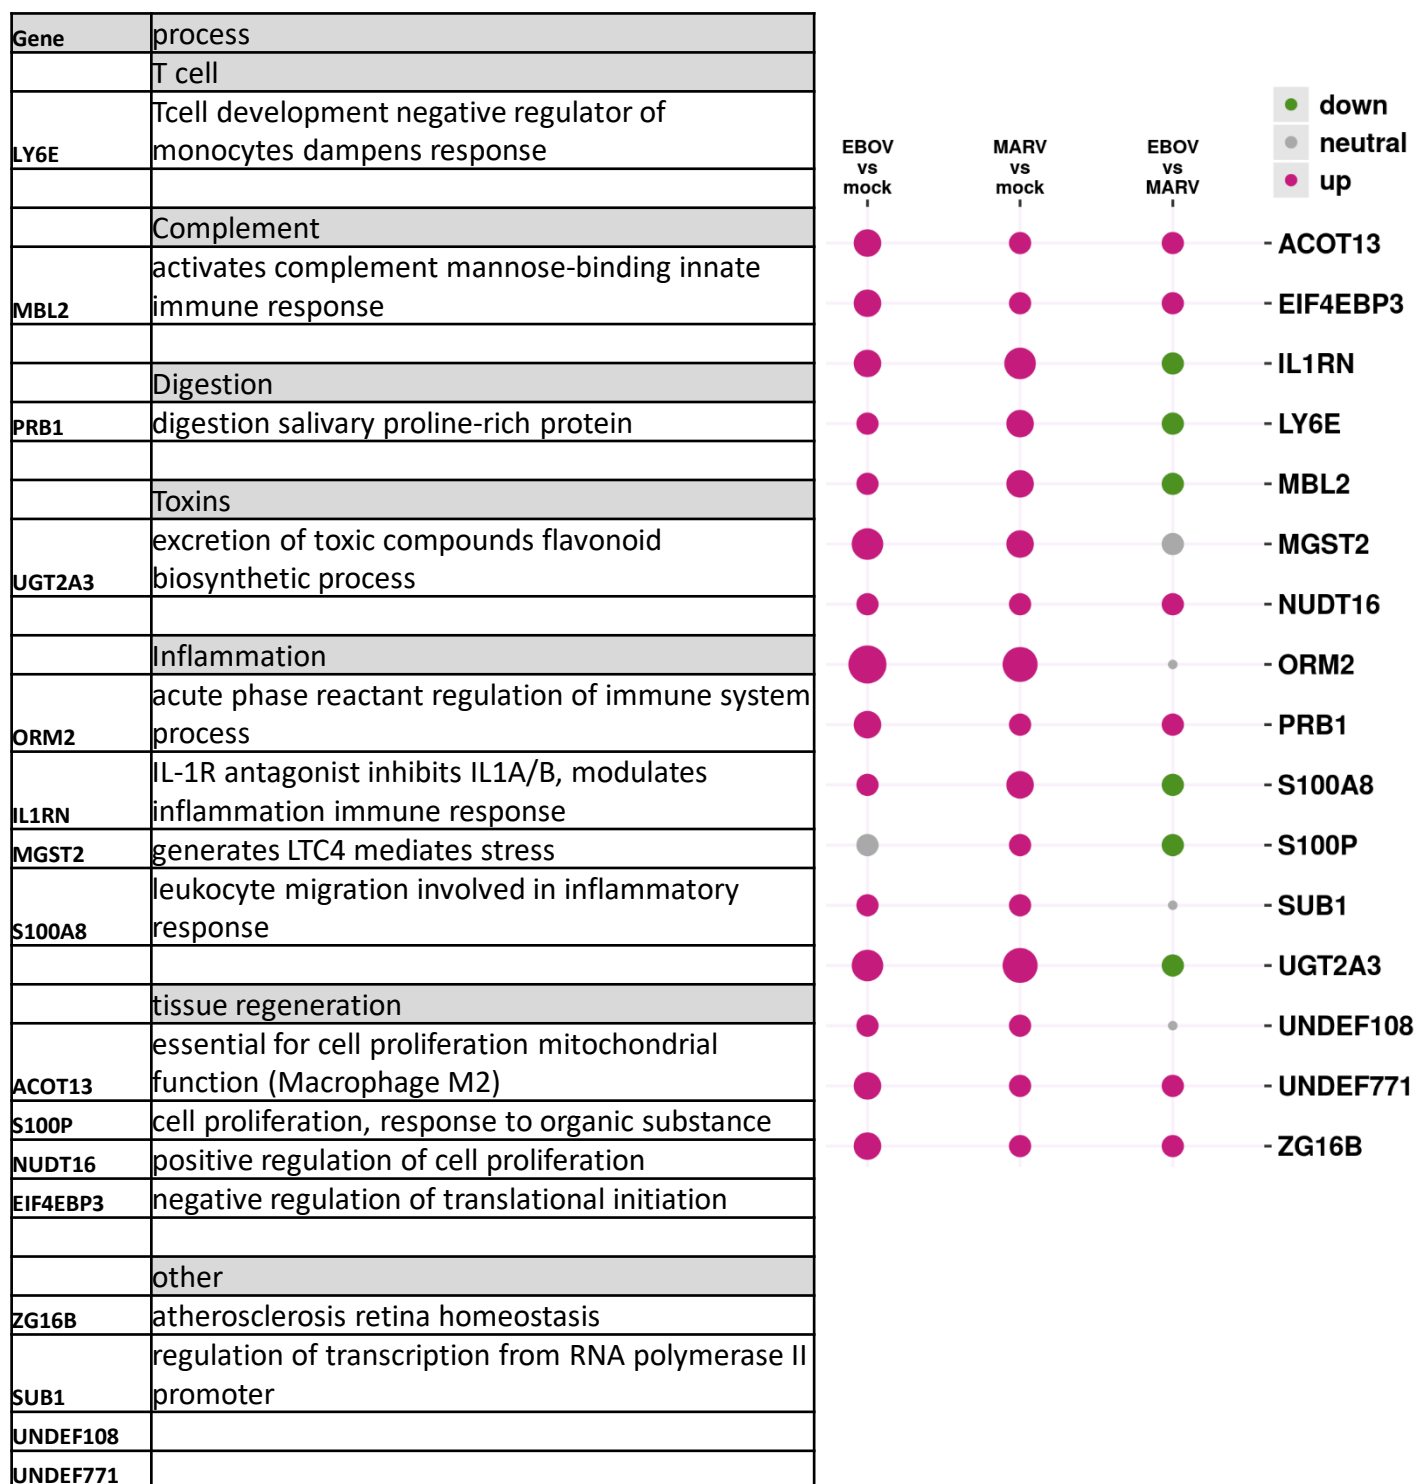 Gene process
T cell
Tcell development negative regulator of
LY6E monocytes dampens response
Complement
activates complement mannose-binding innate
MBL2 immune response
Digestion
PRB1 digestion salivary proline-rich protein
Toxins
excretion of toxic compounds flavonoid
UGT2A3 biosynthetic process
Inflammation
acute phase reactant regulation of immune system
ORM2 process
IL-1R antagonist inhibits IL1A/B, modulates
IL1RN inflammation immune response
MGST2 generates LTC4 mediates stress
leukocyte migration involved in inflammatory
S100A8 response
tissue regeneration
essential for cell proliferation mitochondrial
ACOT13 function (Macrophage M2)
S100P cell proliferation, response to organic substance
NUDT16 positive regulation of cell proliferation
EIF4EBP3 negative regulation of translational initiation
other
ZG16B atherosclerosis retina homeostasis
regulation of transcription from RNA polymerase II
SUB1 promoter
UNDEF108
UNDEF771
down
neutral
up
EBOV
vs
mock
MARV
vs
mock
EBOV
vs
MARV
ACOT13
EIF4EBP3
IL1RN
LY6E
MBL2
MGST2
NUDT16
ORM2
PRB1
S100A8
S100P
SUB1
UGT2A3
UNDEF108
UNDEF771
ZG16B